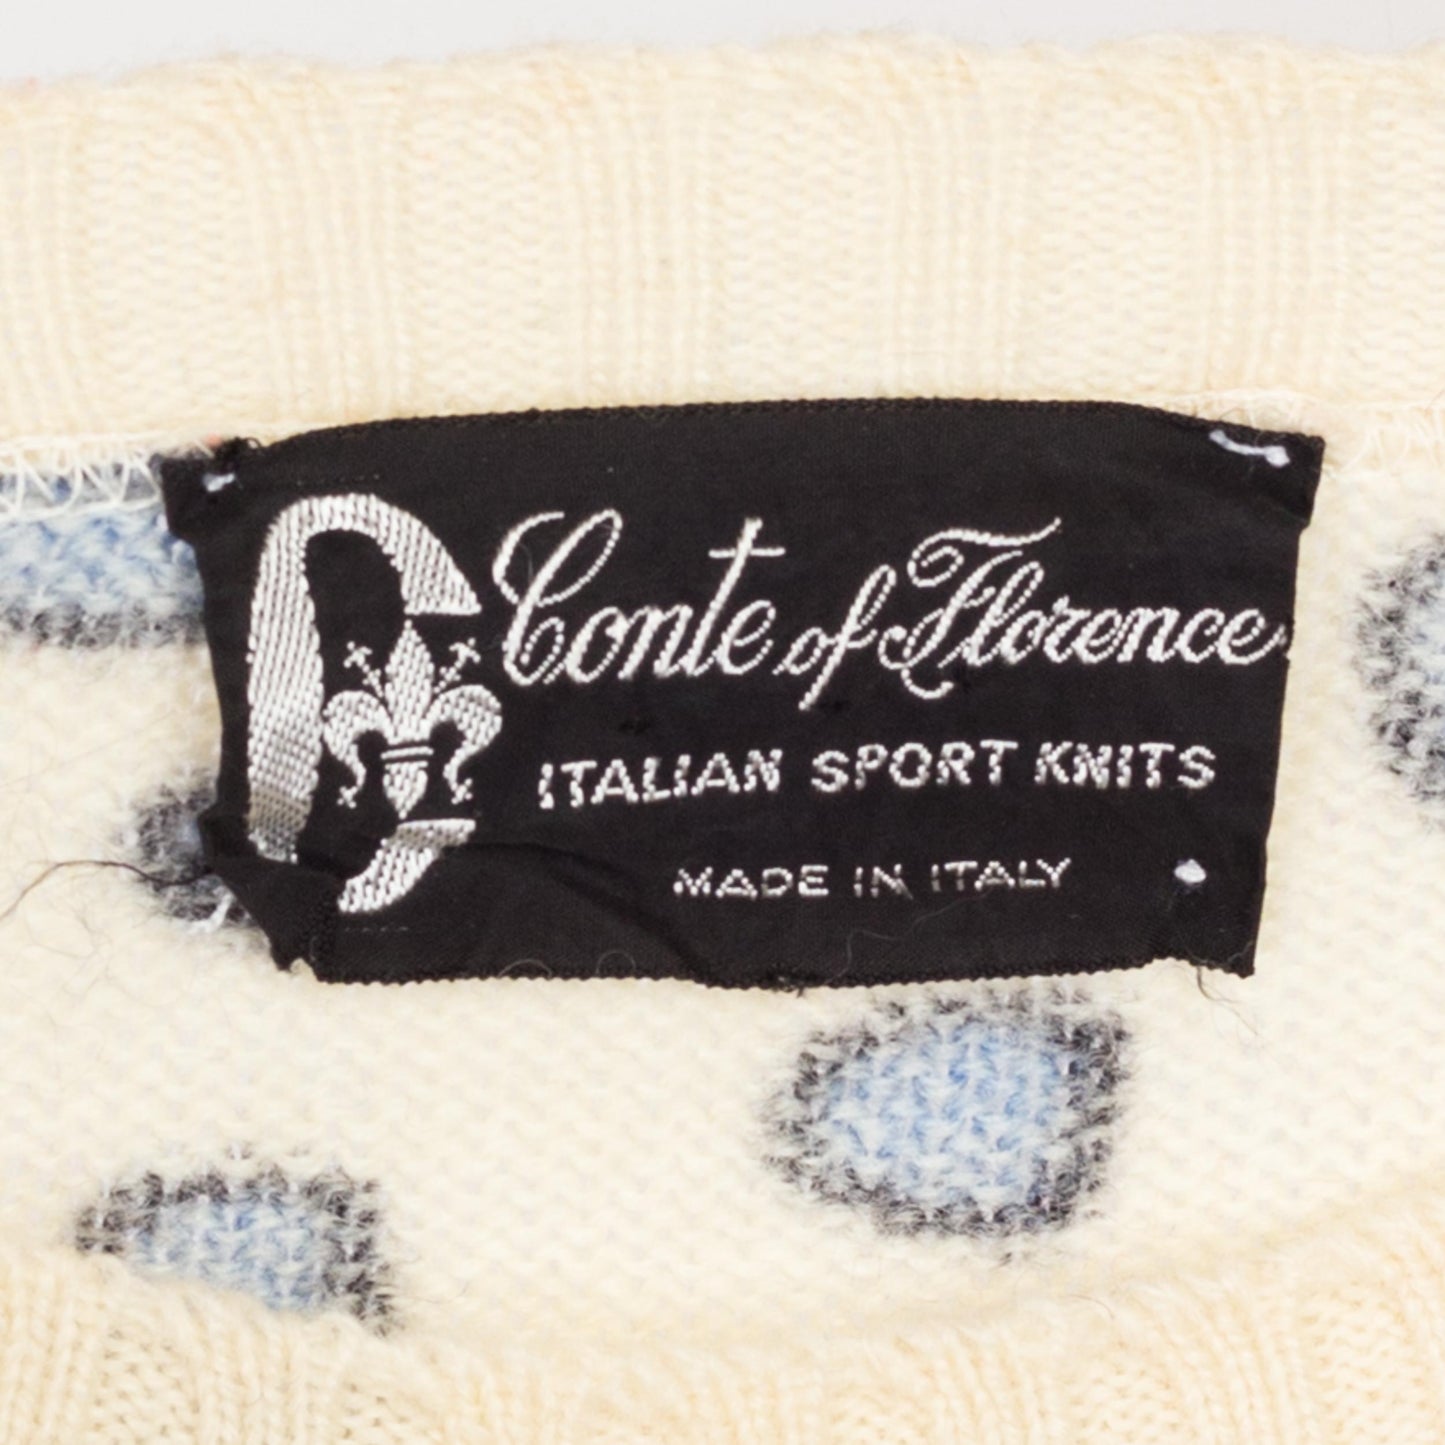 Conte of Florence
ITALIAN SPORT KNITS
MADE IN ITALY